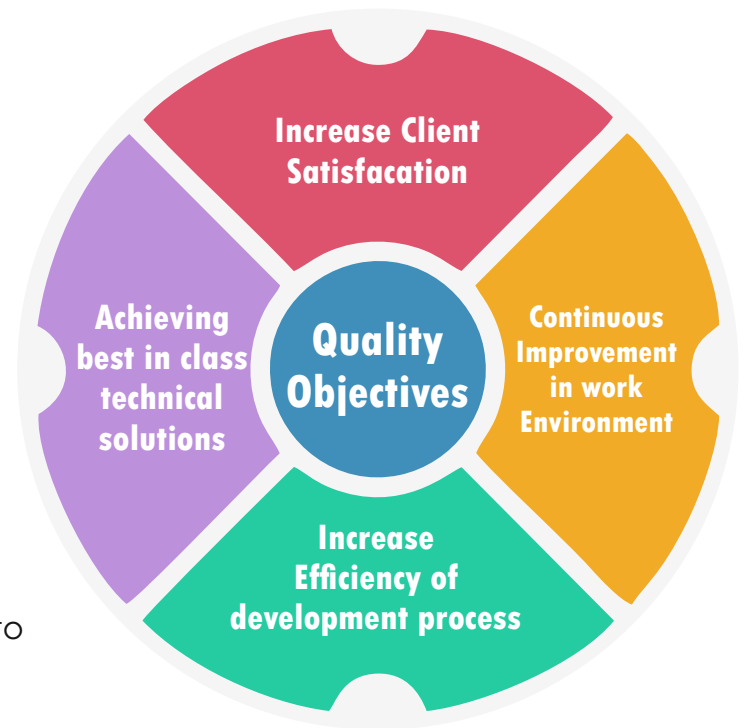 Increase Client
Satisfacation
Achieving
best in class
technical
solutions
Quality
Objectives
Continuous
Improvement
in work
Environment
Increase
Efficiency of
development process
to